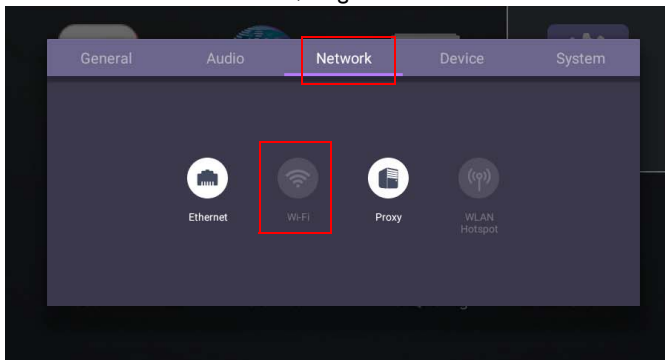 General Audio Network Device System
Ethernet Wi-Fi Proxy WLAN
Hotspot